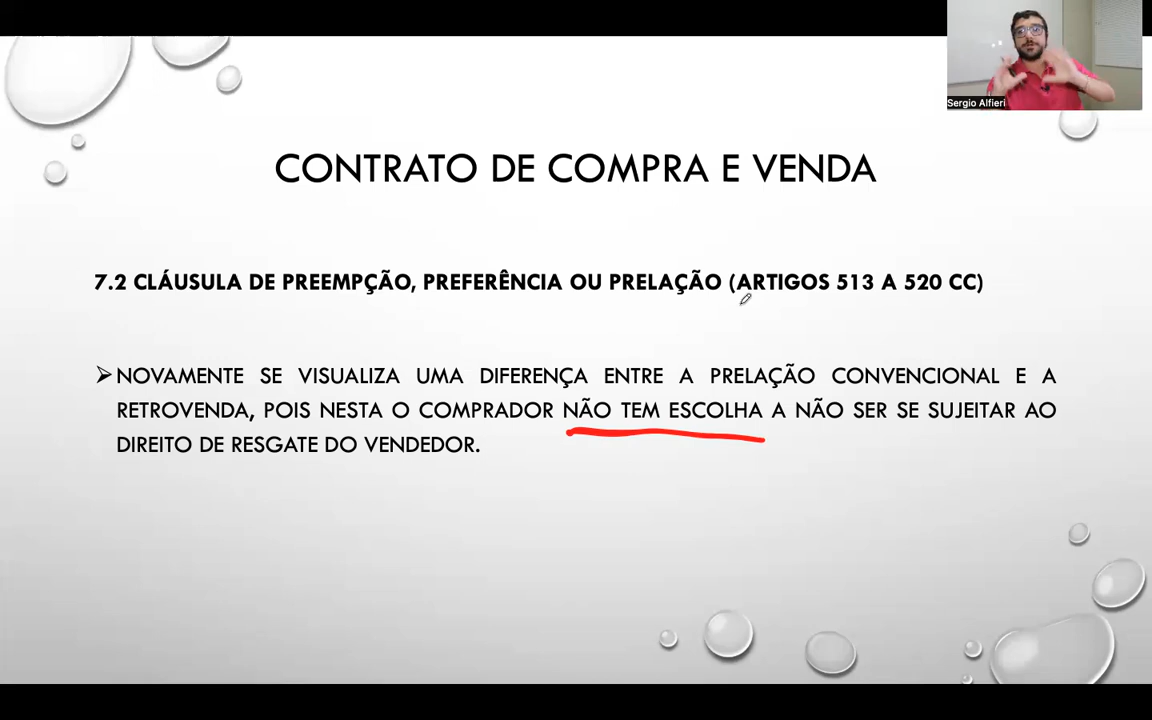 Sergio Alfieri
CONTRATO DE COMPRA E VENDA
7.2 CLÁUSULA DE PREEMPÇÃO, PREFERÊNCIA OU PRELAÇÃO (ARTIGOS 513 A 520 CC)
NOVAMENTE SE VISUALIZA UMA DIFERENÇA ENTRE A PRELAÇÃO CONVENCIONAL E A
RETROVENDA, POIS NESTA O COMPRADOR NÃO TEM ESCOLHA A NÃO SER SE SUJEITAR AO
DIREITO DE RESGATE DO VENDEDOR.